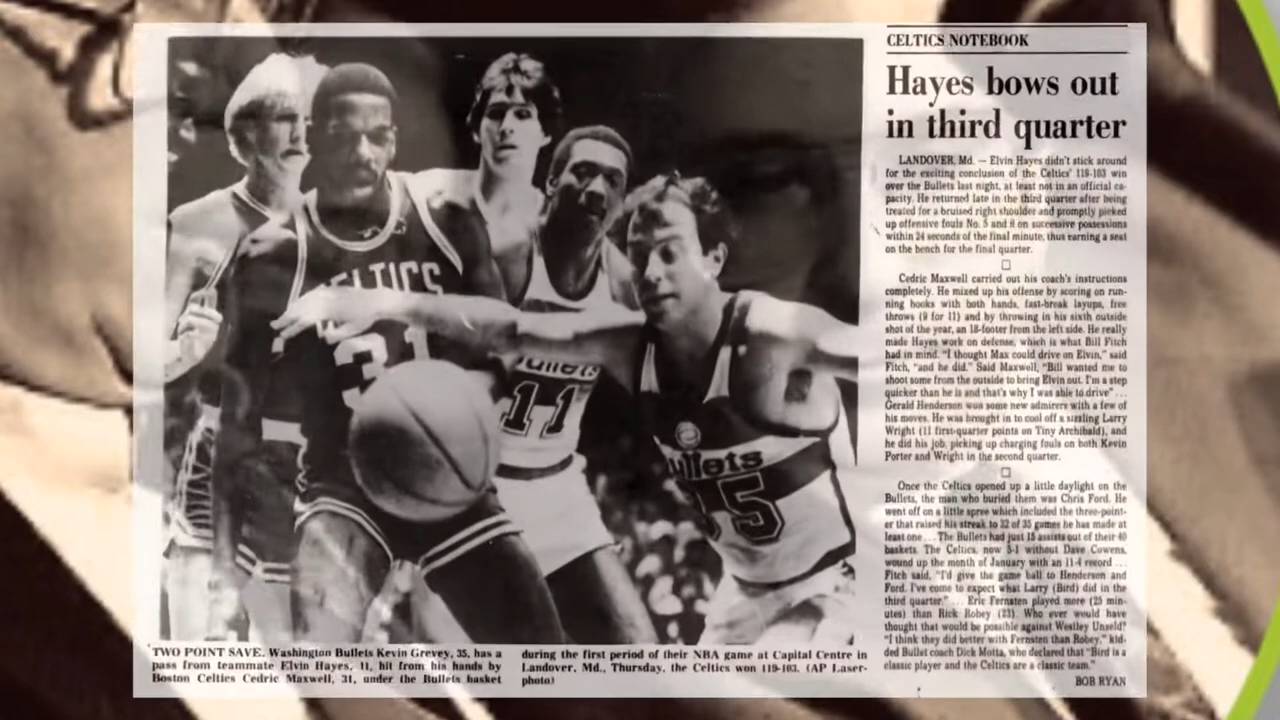 CELTICS NOTEBOOK
Hayes bows out
in third quarter
LANDOVER, Md. — Elvin Hayes didn't stick around
for the exciting conclusion of the Celtics' 119-103 win
over the Bullets last night, at least not in an official ca-
pacity. He returned late in the third quarter after being
treated for a bruised right shoulder and promptly picked
up offensive fouls No. 5 and 6 on successive possessions
within 24 seconds of the final minute, thus earning a seat
on the bench for the final quarter.
Cedric Maxwell carried out his coach's instructions
completely. He mixed up his offense by scoring on run-
ning hooks with both hands, fast-break layups, free
throws (9 for 11) and by throwing in his sixth outside
shot of the year, an 18-footer from the left side. He really
made Hayes work on defense, which is what Bill Fitch
had in mind. "I thought Max could drive on Elvin," said
Fitch, "and he did." Said Maxwell, "Bill wanted me to
shoot some from the outside to bring Elvin out. I'm a step
quicker than he is and that's why I was able to drive" ...
Gerald Henderson won some new admirers with a few of
his moves. He was brought in to cool off a sizzling Larry
Wright (11 first-quarter points on Tiny Archibald), and
he did his job, picking up charging fouls on both Kevin
Porter and Wright in the second quarter.
Once the Celtics opened up a little daylight on the
Bullets, the man who buried them was Chris Ford. He
went off on a little spree which included the three-point-
er that raised his streak to 32 of 35 games he has made at
least one ... The Bullets had just 15 assists out of their 40
baskets. The Celtics, now 5-1 without Dave Cowens,
wound up the month of January with an 11-4 record ...
Fitch said, "I'd give the game ball to Henderson and
Ford. I've come to expect what Larry (Bird) did in the
third quarter." ... Eric Fernsten played more (25 min-
utes) than Rick Robey (23). Who ever would have
thought that would be possible against Westley Unseld?
"I think they did better with Fernsten than Robey," kid-
ded Bullet coach Dick Motta, who declared that "Bird is a
classic player and the Celtics are a classic team."
BOB RYAN
CELTICS
31
ullets
11
ullets
35
TWO POINT SAVE. Washington Bullets Kevin Grevey, 35, has a
pass from teammate Elvin Hayes, 11, hit from his hands by
Boston Celtics Cedric Maxwell, 31, under the Bullets basket
during the first period of their NBA game at Capital Centre in
Landover, Md., Thursday, the Celtics won 119-103. (AP Laser-
photo)